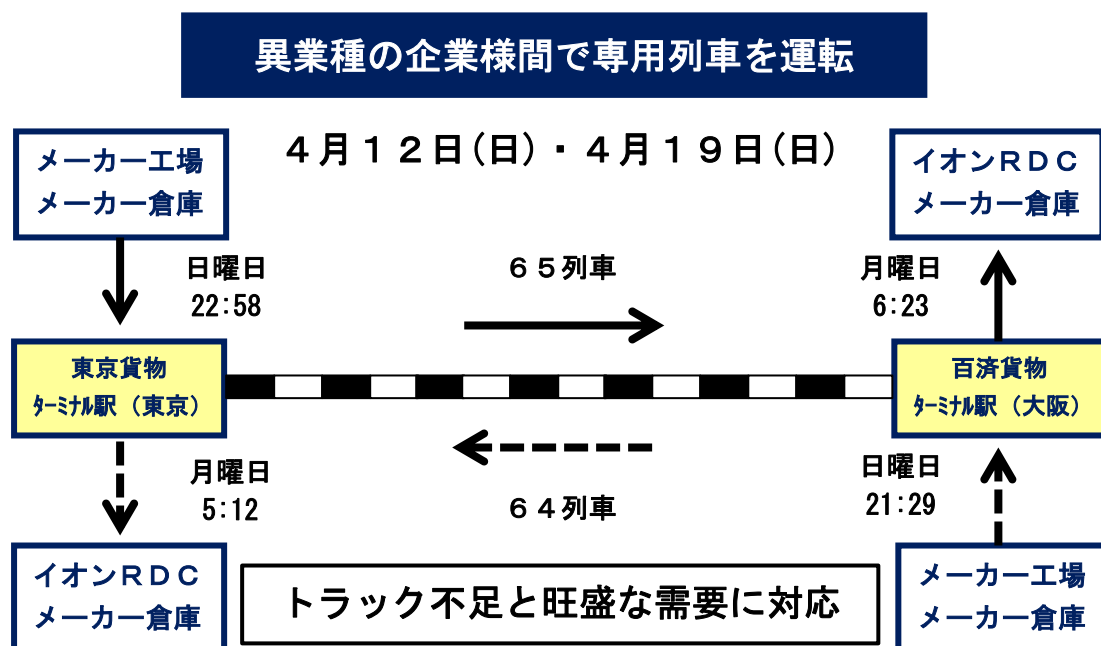 異業種の企業様間で専用列車を運転
４月１２日(日)・４月１９日(日)
メーカー工場
メーカー倉庫
イオンＲＤＣ
メーカー倉庫
日曜日
22:58
６５列車
月曜日
6:23
東京貨物
ﾀｰﾐﾅﾙ駅（東京）
百済貨物
ﾀｰﾐﾅﾙ駅（大阪）
月曜日
5:12
６４列車
日曜日
21:29
イオンＲＤＣ
メーカー倉庫
トラック不足と旺盛な需要に対応
メーカー工場
メーカー倉庫